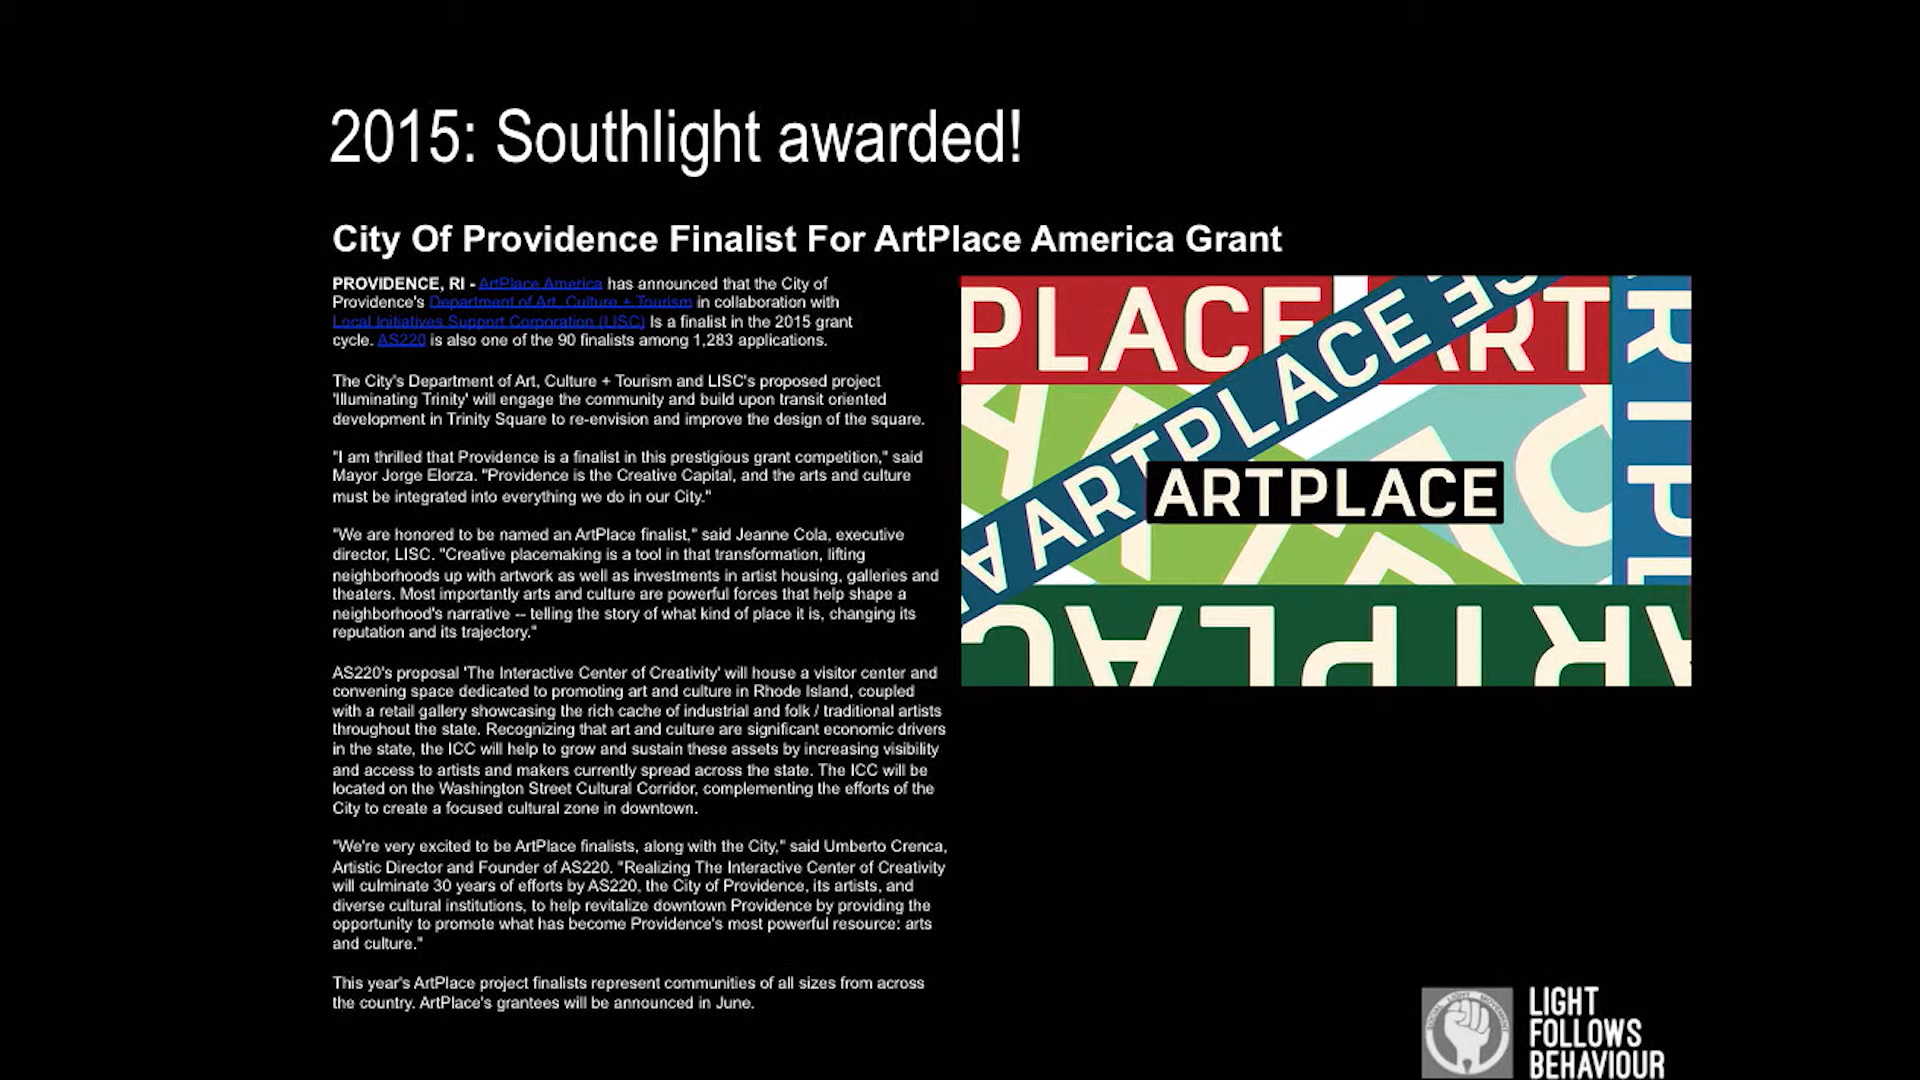 2015: Southlight awarded!
City Of Providence Finalist For ArtPlace America Grant
PROVIDENCE, RI - ArtPlace America has announced that the City of
Providence's Department of Art, Culture + Tourism in collaboration with
Local Initiatives Support Corporation (LISC) Is a finalist in the 2015 grant
cycle. AS220 is also one of the 90 finalists among 1,283 applications.
The City's Department of Art, Culture + Tourism and LISC's proposed project
'Illuminating Trinity' will engage the community and build upon transit oriented
development in Trinity Square to re-envision and improve the design of the square.
"I am thrilled that Providence is a finalist in this prestigious grant competition," said
Mayor Jorge Elorza. "Providence is the Creative Capital, and the arts and culture
must be integrated into everything we do in our City."
"We are honored to be named an ArtPlace finalist," said Jeanne Cola, executive
director, LISC. "Creative placemaking is a tool in that transformation, lifting
neighborhoods up with artwork as well as investments in artist housing, galleries and
theaters. Most importantly arts and culture are powerful forces that help shape a
neighborhood's narrative -- telling the story of what kind of place it is, changing its
reputation and its trajectory."
AS220's proposal 'The Interactive Center of Creativity' will house a visitor center and
convening space dedicated to promoting art and culture in Rhode Island, coupled
with a retail gallery showcasing the rich cache of industrial and folk / traditional artists
throughout the state. Recognizing that art and culture are significant economic drivers
in the state, the ICC will help to grow and sustain these assets by increasing visibility
and access to artists and makers currently spread across the state. The ICC will be
located on the Washington Street Cultural Corridor, complementing the efforts of the
City to create a focused cultural zone in downtown.
"We're very excited to be ArtPlace finalists, along with the City," said Umberto Crenca,
Artistic Director and Founder of AS220. "Realizing The Interactive Center of Creativity
will culminate 30 years of efforts by AS220, the City of Providence, its artists, and
diverse cultural institutions, to help revitalize downtown Providence by providing the
opportunity to promote what has become Providence's most powerful resource: arts
and culture."
This year's ArtPlace project finalists represent communities of all sizes from across
the country. ArtPlace's grantees will be announced in June.
PLACE ART
ARTPLACE
ARTPLACE
RTPL
ARTPLAC
SOCIAL LIGHT MOVEMENT
LIGHT
FOLLOWS
BEHAVIOUR